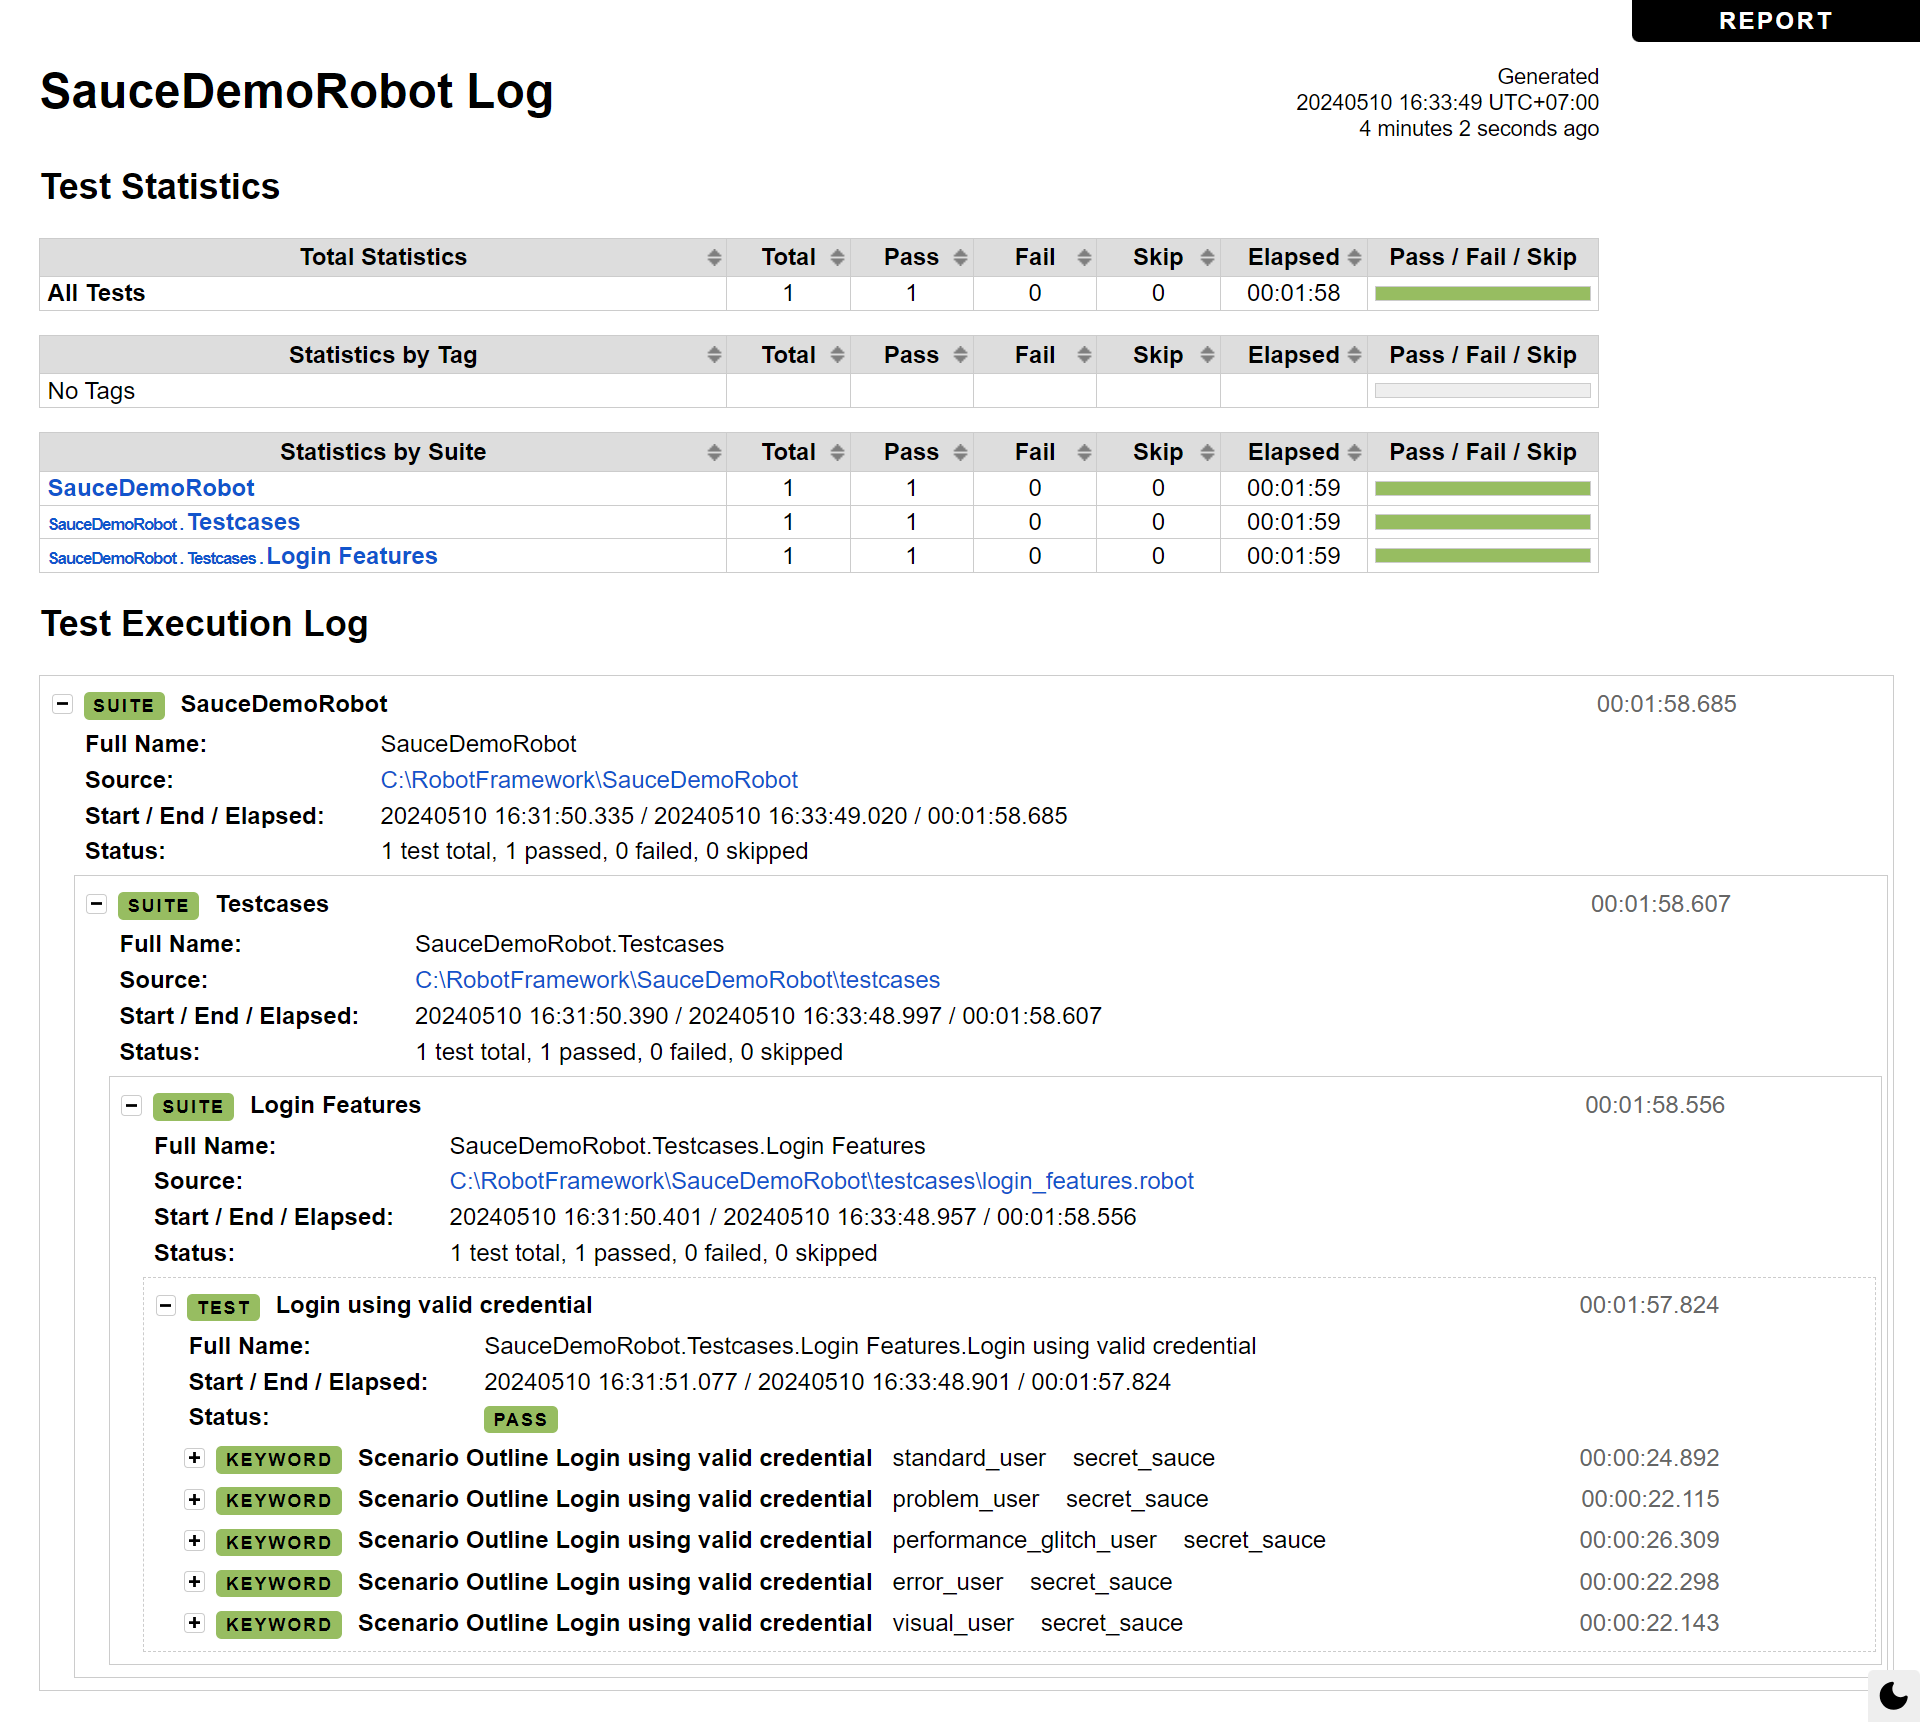 REPORT
SauceDemoRobot Log
Generated
20240510 16:33:49 UTC+07:00
4 minutes 2 seconds ago
Test Statistics
Total Statistics Total Pass Fail Skip Elapsed Pass / Fail / Skip
All Tests 1 1 0 0 00:01:58
Statistics by Tag Total Pass Fail Skip Elapsed Pass / Fail / Skip
No Tags
Statistics by Suite Total Pass Fail Skip Elapsed Pass / Fail / Skip
SauceDemoRobot 1 1 0 0 00:01:59
SauceDemoRobot . Testcases 1 1 0 0 00:01:59
SauceDemoRobot . Testcases . Login Features 1 1 0 0 00:01:59
Test Execution Log
SUITE SauceDemoRobot 00:01:58.685
Full Name: SauceDemoRobot
Source: C:\RobotFramework\SauceDemoRobot
Start / End / Elapsed: 20240510 16:31:50.335 / 20240510 16:33:49.020 / 00:01:58.685
Status: 1 test total, 1 passed, 0 failed, 0 skipped
SUITE Testcases 00:01:58.607
Full Name: SauceDemoRobot.Testcases
Source: C:\RobotFramework\SauceDemoRobot\testcases
Start / End / Elapsed: 20240510 16:31:50.390 / 20240510 16:33:48.997 / 00:01:58.607
Status: 1 test total, 1 passed, 0 failed, 0 skipped
SUITE Login Features 00:01:58.556
Full Name: SauceDemoRobot.Testcases.Login Features
Source: C:\RobotFramework\SauceDemoRobot\testcases\login_features.robot
Start / End / Elapsed: 20240510 16:31:50.401 / 20240510 16:33:48.957 / 00:01:58.556
Status: 1 test total, 1 passed, 0 failed, 0 skipped
TEST Login using valid credential 00:01:57.824
Full Name: SauceDemoRobot.Testcases.Login Features.Login using valid credential
Start / End / Elapsed: 20240510 16:31:51.077 / 20240510 16:33:48.901 / 00:01:57.824
Status: PASS
KEYWORD Scenario Outline Login using valid credential standard_user secret_sauce 00:00:24.892
KEYWORD Scenario Outline Login using valid credential problem_user secret_sauce 00:00:22.115
KEYWORD Scenario Outline Login using valid credential performance_glitch_user secret_sauce 00:00:26.309
KEYWORD Scenario Outline Login using valid credential error_user secret_sauce 00:00:22.298
KEYWORD Scenario Outline Login using valid credential visual_user secret_sauce 00:00:22.143